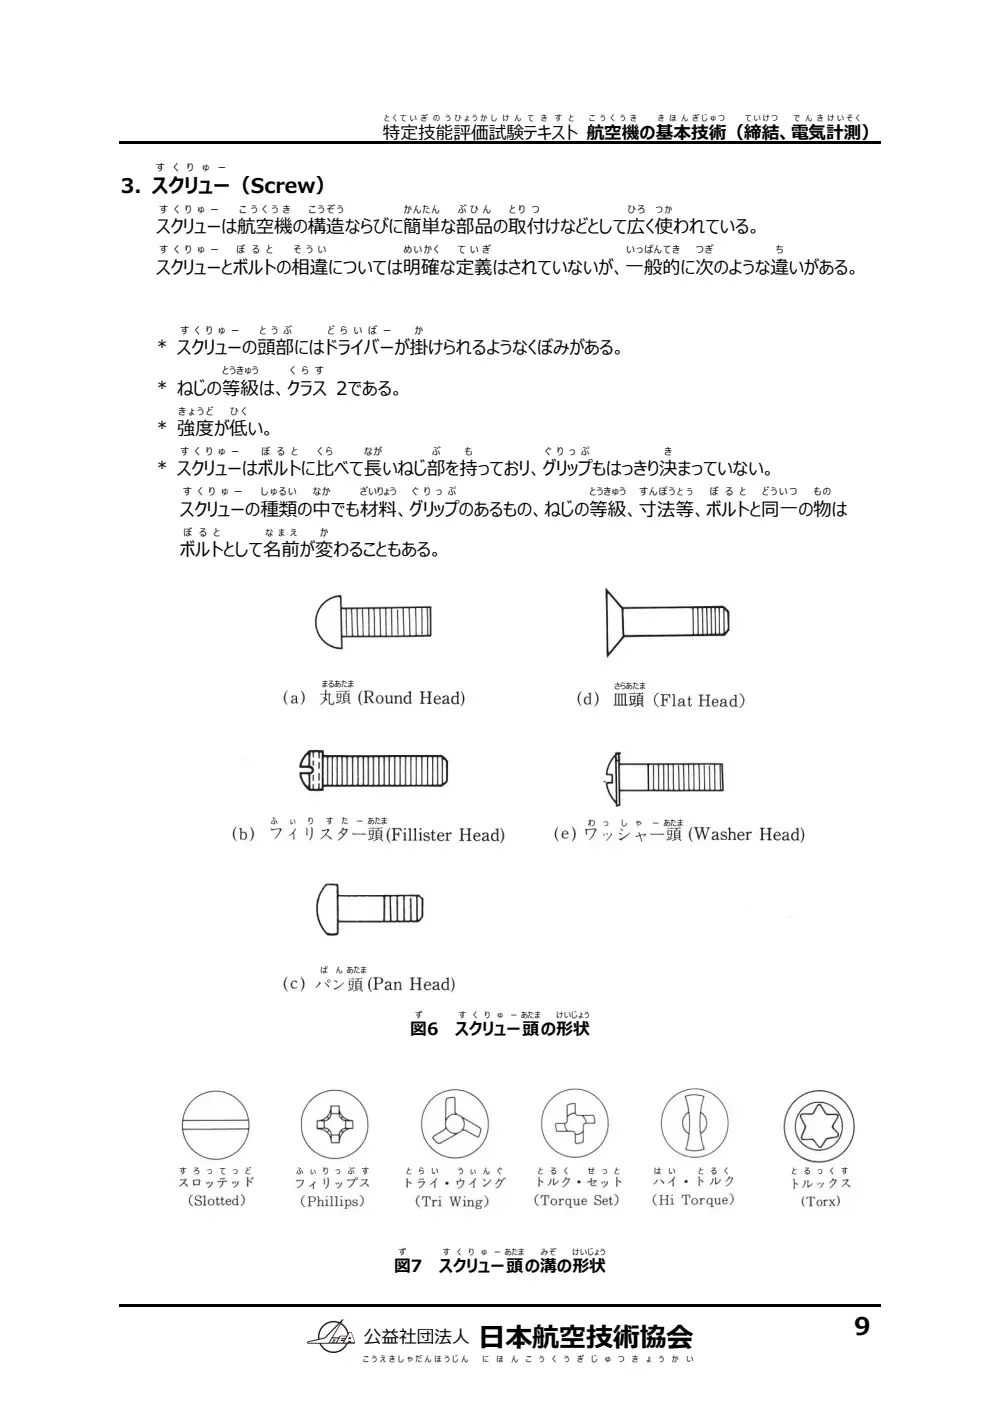 とくていぎのうひょうかしけんてきすと こうくうき きほんぎじゅつ ていけつ でんきけいそく
特定技能評価試験テキスト 航空機の基本技術（締結、電気計測）
すくりゅー
3. スクリュー（Screw）
すくりゅー こうくうき こうぞう かんたん ぶひん とりつ ひろ つか
スクリューは航空機の構造ならびに簡単な部品の取付けなどとして広く使われている。
すくりゅー ぼると そうい めいかく ていぎ いっぱんてき つぎ ち
スクリューとボルトの相違については明確な定義はされていないが、一般的に次のような違いがある。
すくりゅー とうぶ どらいばー か
* スクリューの頭部にはドライバーが掛けられるようなくぼみがある。
とうきゅう くらす
* ねじの等級は、クラス 2である。
きょうど ひく
* 強度が低い。
すくりゅー ぼると くら なが ぶ も ぐりっぷ き
* スクリューはボルトに比べて長いねじ部を持っており、グリップもはっきり決まっていない。
すくりゅー しゅるい なか ざいりょう ぐりっぷ とうきゅう すんぽうとう ぼると どういつ もの
スクリューの種類の中でも材料、グリップのあるもの、ねじの等級、寸法等、ボルトと同一の物は
ぼると なまえ か
ボルトとして名前が変わることもある。
まるあたま
(a) 丸頭 (Round Head)
さらあたま
(d) 皿頭 (Flat Head)
ふぃりすたーあたま
(b) フィリスター頭(Fillister Head)
わっしゃーあたま
(e) ワッシャー頭 (Washer Head)
ぱんあたま
(c) パン頭 (Pan Head)
ず すくりゅーあたま けいじょう
図6 スクリュー頭の形状
すろってっど ふぃりっぷす とらい うぃんぐ とるく せっと はい とるく とるっくす
スロッテッド フィリップス トライ・ウイング トルク・セット ハイ・トルク トルックス
(Slotted) (Phillips) (Tri Wing) (Torque Set) (Hi Torque) (Torx)
ず すくりゅーあたま みぞ けいじょう
図7 スクリュー頭の溝の形状
公益社団法人 日本航空技術協会
こうえきしゃだんほうじん にほんこうくうぎじゅつきょうかい
9